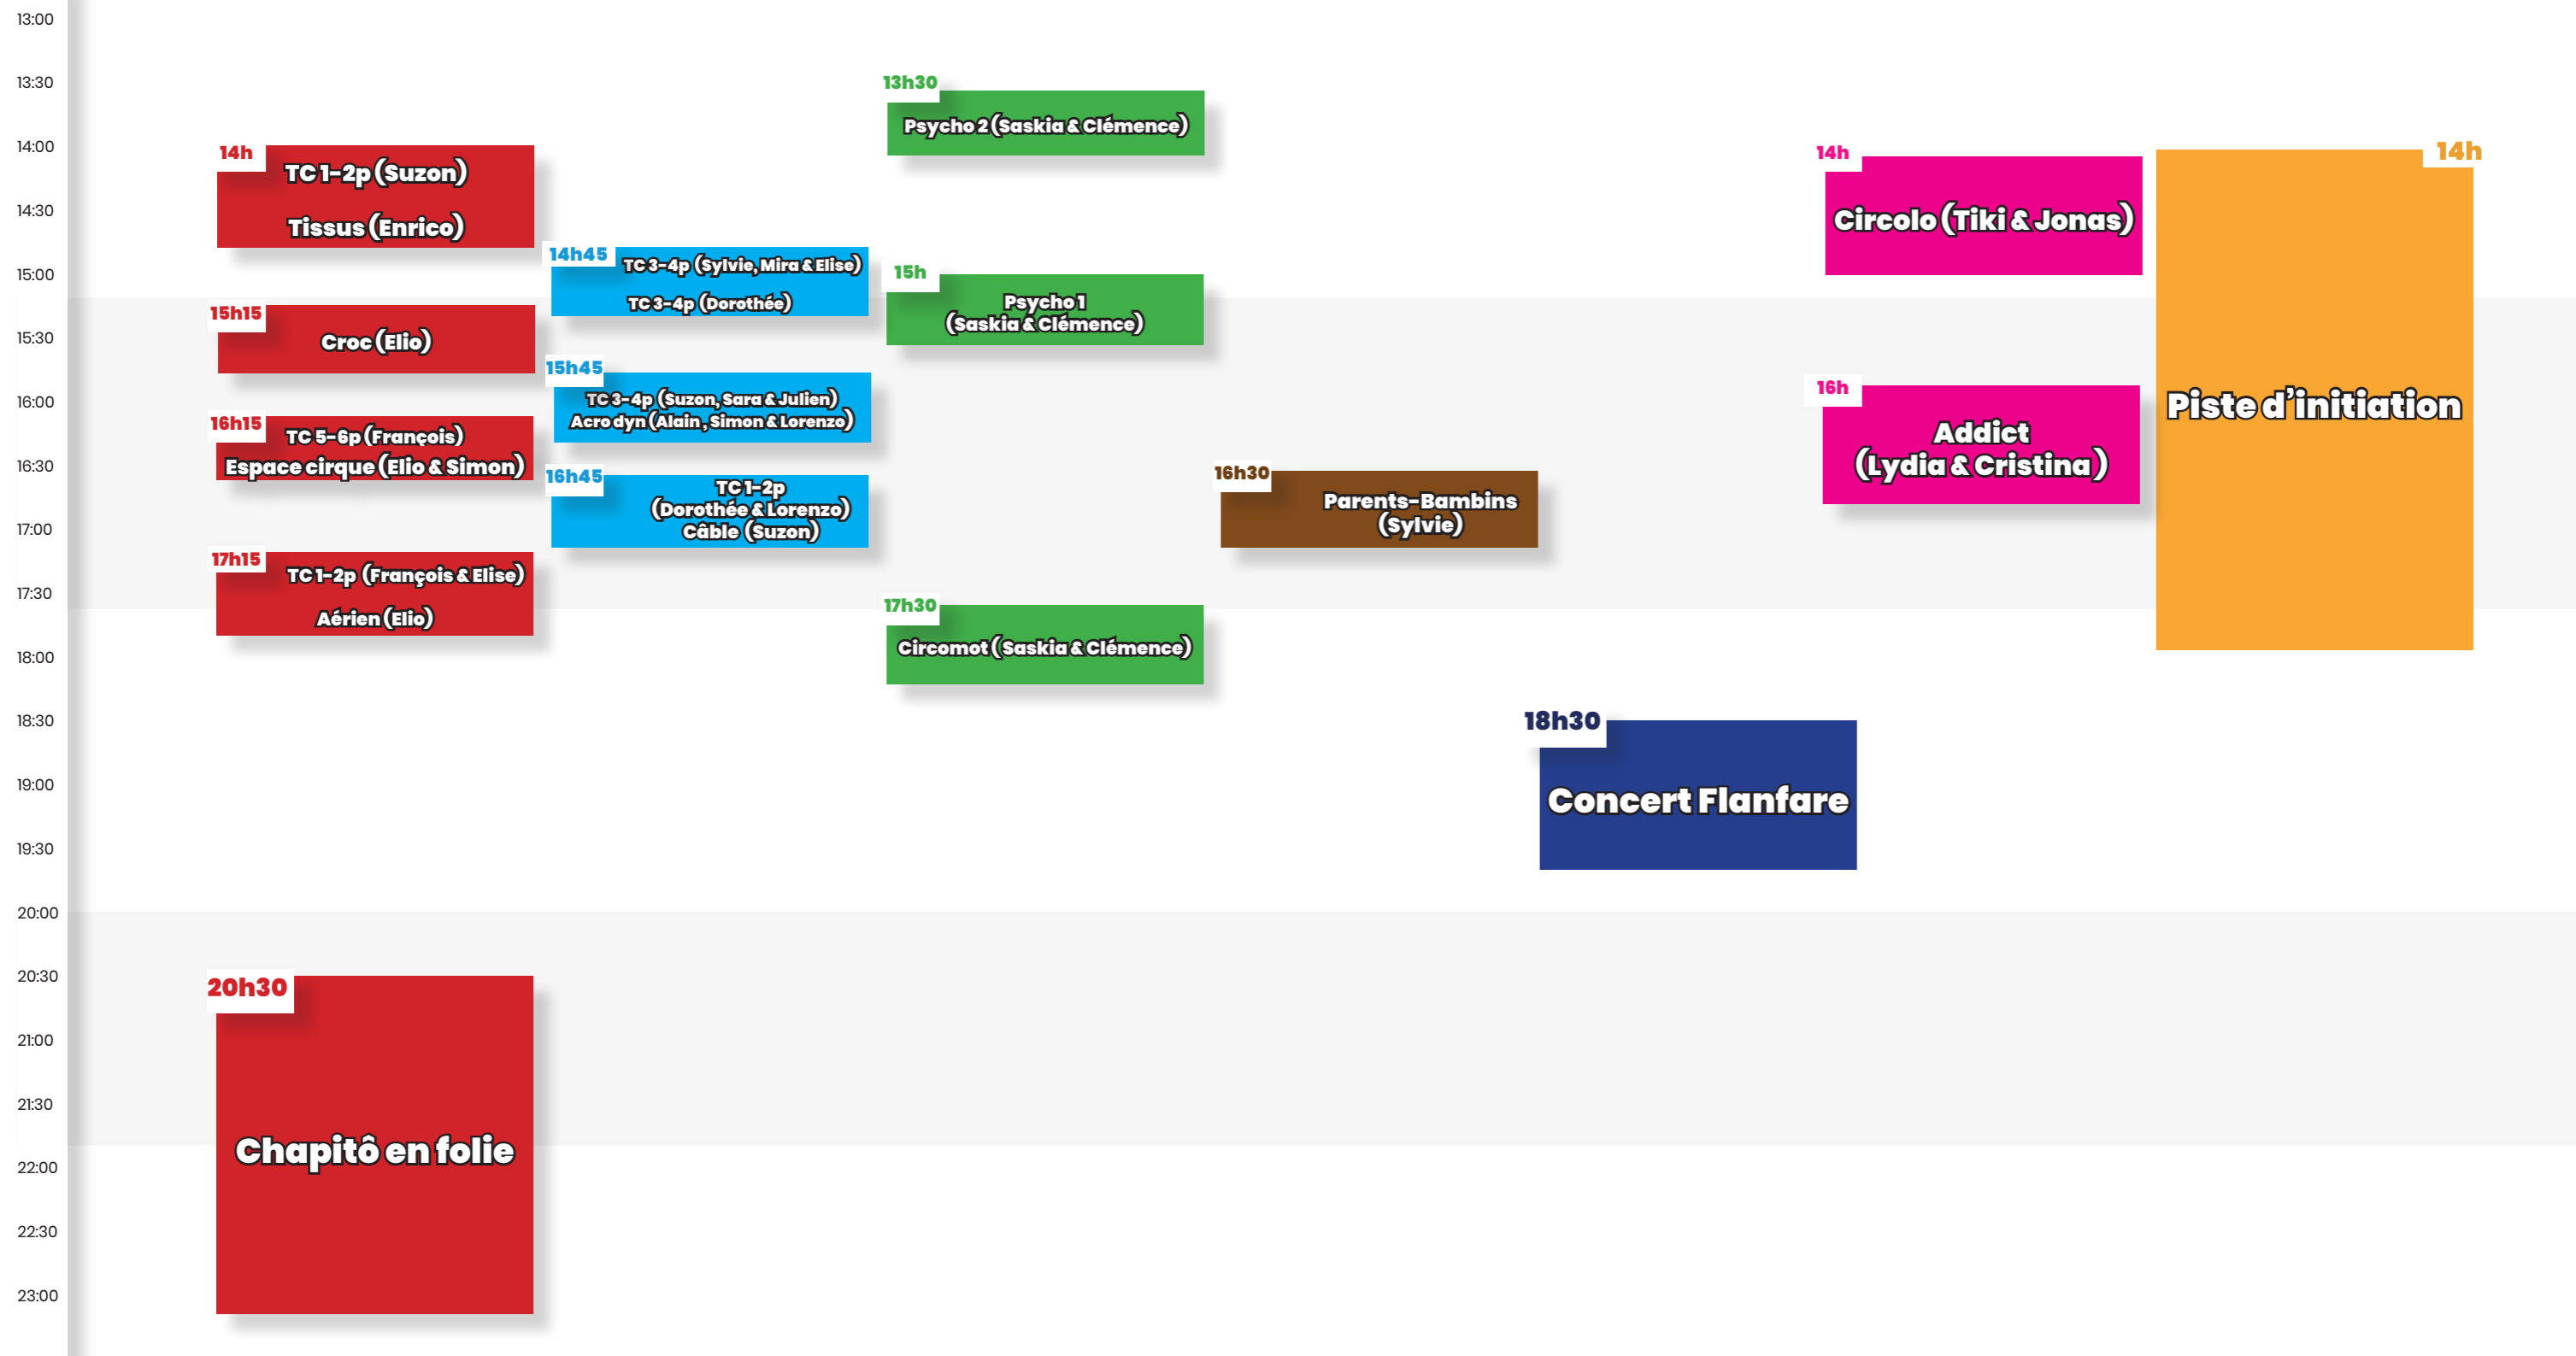 13:00
13:30
14:00
14:30
15:00
15:30
16:00
16:30
17:00
17:30
18:00
18:30
19:00
19:30
20:00
20:30
21:00
21:30
22:00
22:30
23:00
14h
TC 1-2p (Suzon)
Tissus (Enrico)
15h15
Croc (Elio)
16h15
TC 5-6p (François)
Espace cirque (Elio & Simon)
17h15
TC 1-2p (François & Elise)
Aérien (Elio)
20h30
Chapitô en folie
14h45
TC 3-4p (Sylvie, Mira & Elise)
TC 3-4p (Dorothée)
15h45
TC 3-4p (Suzon, Sara & Julien)
Acro dyn (Alain , Simon & Lorenzo)
16h45
TC 1-2p
(Dorothée & Lorenzo)
Câble (Suzon)
13h30
Psycho 2 (Saskia & Clémence)
15h
Psycho 1
(Saskia & Clémence)
17h30
Circomot ( Saskia & Clémence)
16h30
Parents-Bambins
(Sylvie)
18h30
Concert Flanfare
14h
Circolo (Tiki & Jonas)
16h
Addict
(Lydia & Cristina )
14h
Piste d’initiation